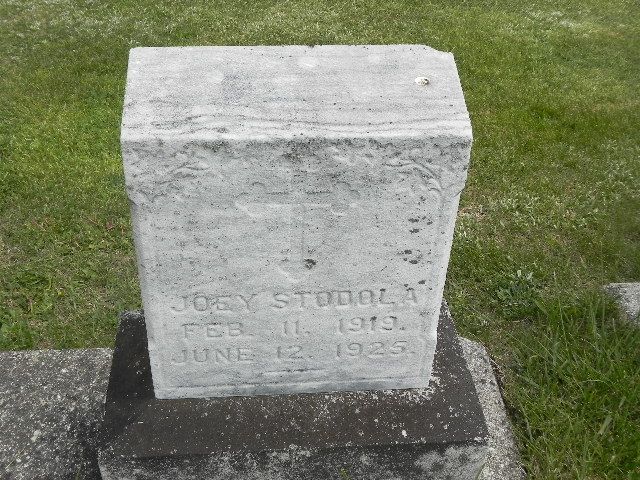 JOEY STODOLA
FEB. 11. 1919.
JUNE 12. 1925.